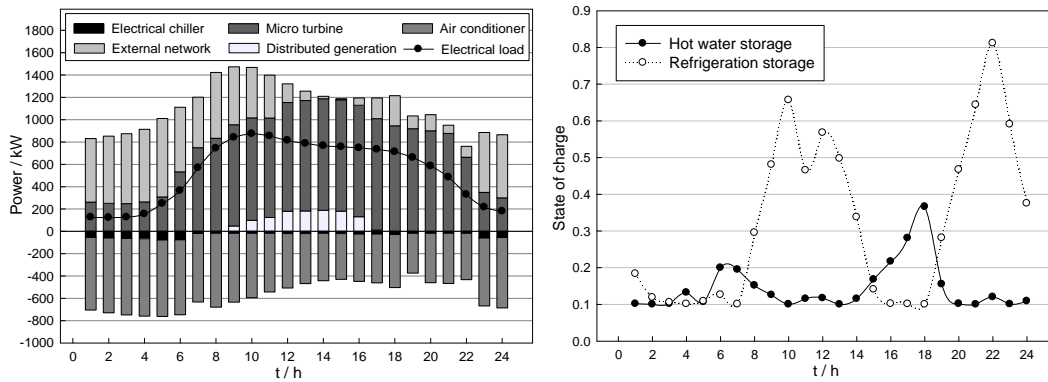 Electrical chiller Micro turbine Air conditioner
External network Distributed generation Electrical load
Power / kW
1800
1600
1400
1200
1000
800
600
400
200
0
-200
-400
-600
-800
-1000
0 2 4 6 8 10 12 14 16 18 20 22 24
t / h
Hot water storage
Refrigeration storage
State of charge
0.9
0.8
0.7
0.6
0.5
0.4
0.3
0.2
0.1
0.0
0 2 4 6 8 10 12 14 16 18 20 22 24
t / h